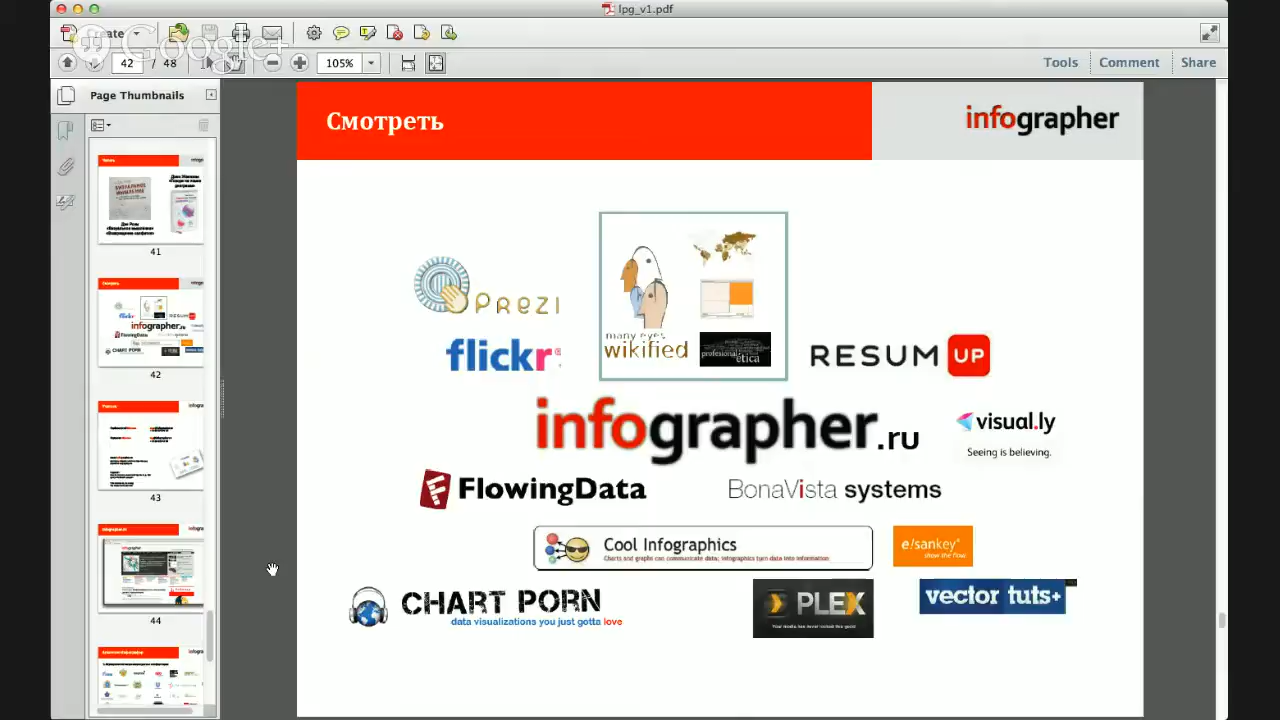 lpg_v1.pdf
Create
Google+
42 / 48
105%
Tools
Comment
Share
Page Thumbnails
41
42
43
44
Смотреть
infographer
PREZI
flickr
many eyes
wikified
profesional
etica
RESUM UP
infographer.ru
visual.ly
Seeing is believing.
FlowingData
BonaVista systems
Cool Infographics
Charts and graphs can communicate data; infographics turn data into information
e!sankey
show the flow
CHART PORN
data visualizations you just gotta love
PLEX
vector tuts+